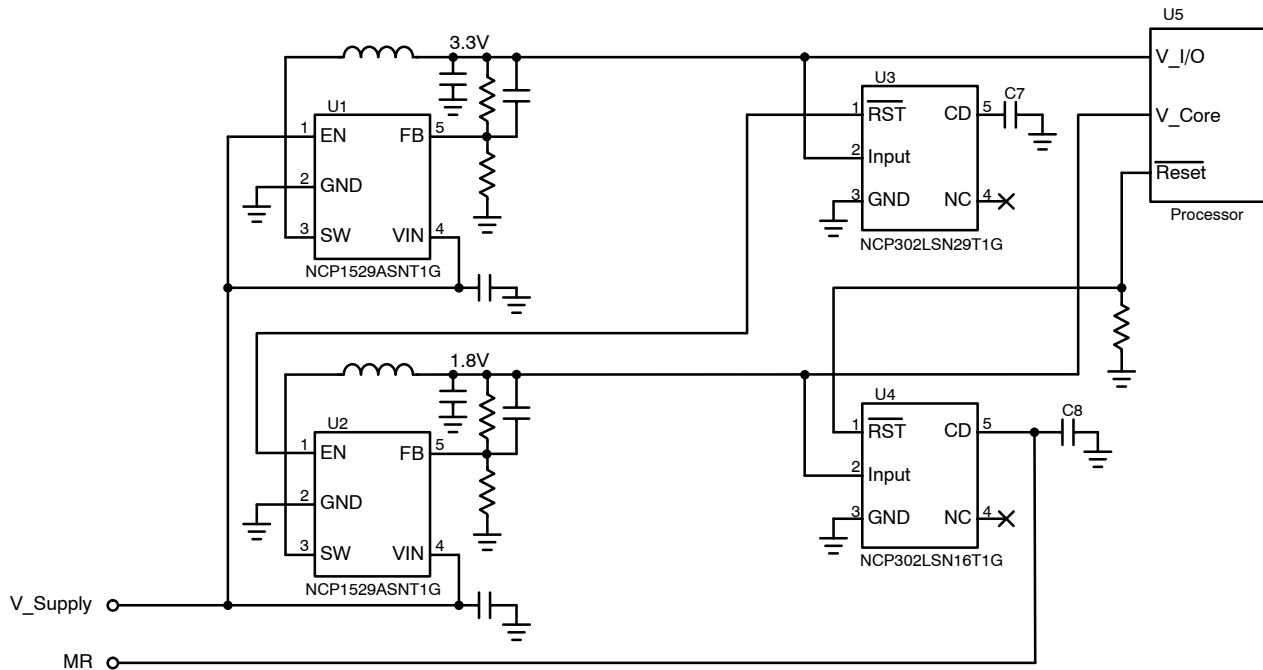 U5
3.3V
V_I/O
U3
C7
U1
1 RST CD 5
V_Core
1 EN FB 5
2 Input
Reset
2 GND
3 GND NC 4
Processor
3 SW VIN 4
NCP302LSN29T1G
NCP1529ASNT1G
1.8V
U4
C8
U2
1 RST CD 5
1 EN FB 5
2 Input
2 GND
3 GND NC 4
3 SW VIN 4
NCP302LSN16T1G
NCP1529ASNT1G
V_Supply
MR